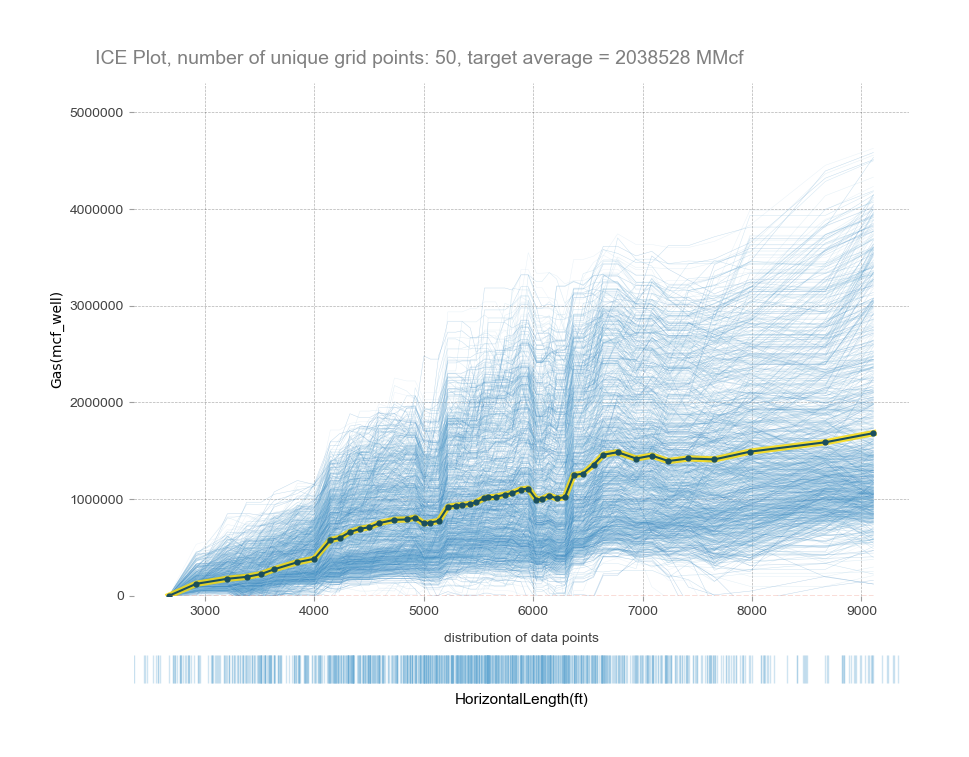 ICE Plot, number of unique grid points: 50, target average = 2038528 MMcf
5000000
4000000
3000000
2000000
1000000
0
Gas(mcf_well)
3000 4000 5000 6000 7000 8000 9000
distribution of data points
HorizontalLength(ft)